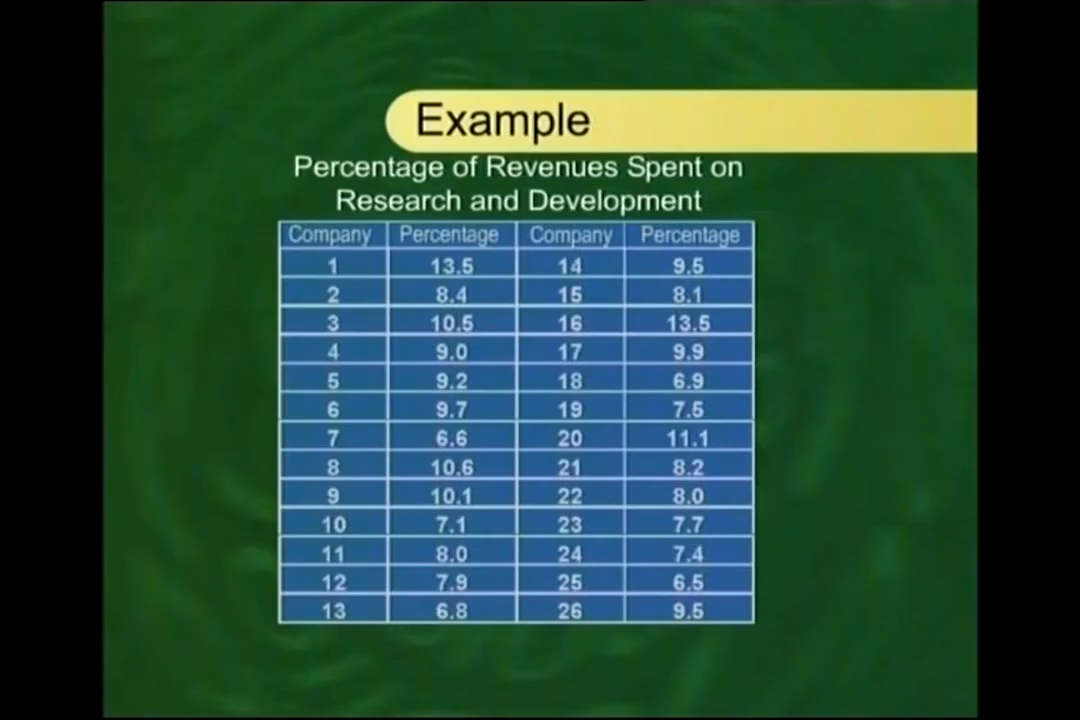 Example
Percentage of Revenues Spent on
Research and Development
Company Percentage Company Percentage
1 13.5 14 9.5
2 8.4 15 8.1
3 10.5 16 13.5
4 9.0 17 9.9
5 9.2 18 6.9
6 9.7 19 7.5
7 6.6 20 11.1
8 10.6 21 8.2
9 10.1 22 8.0
10 7.1 23 7.7
11 8.0 24 7.4
12 7.9 25 6.5
13 6.8 26 9.5